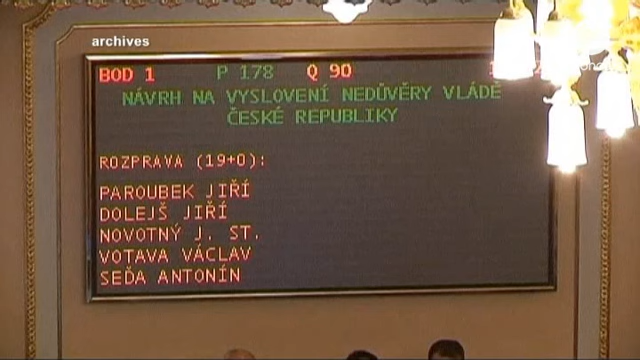 archives
BOD 1 P 178 Q 90
NÁVRH NA VYSLOVENÍ NEDŮVĚRY VLÁDĚ
ČESKÉ REPUBLIKY
ROZPRAVA (19+0):
PAROUBEK JIŘÍ
DOLEJŠ JIŘÍ
NOVOTNÝ J. ST.
VOTAVA VÁCLAV
SEĎA ANTONÍN